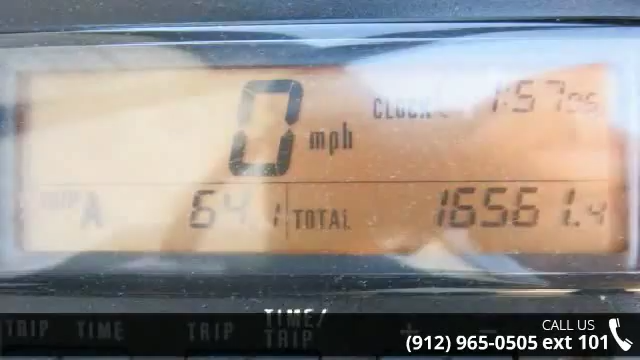 0 mph
CLOCK 1:57
TRIP A 64.1 TOTAL 16561.4
TRIP TIME TRIP TIME/TRIP + -
CALL US
(912) 965-0505 ext 101